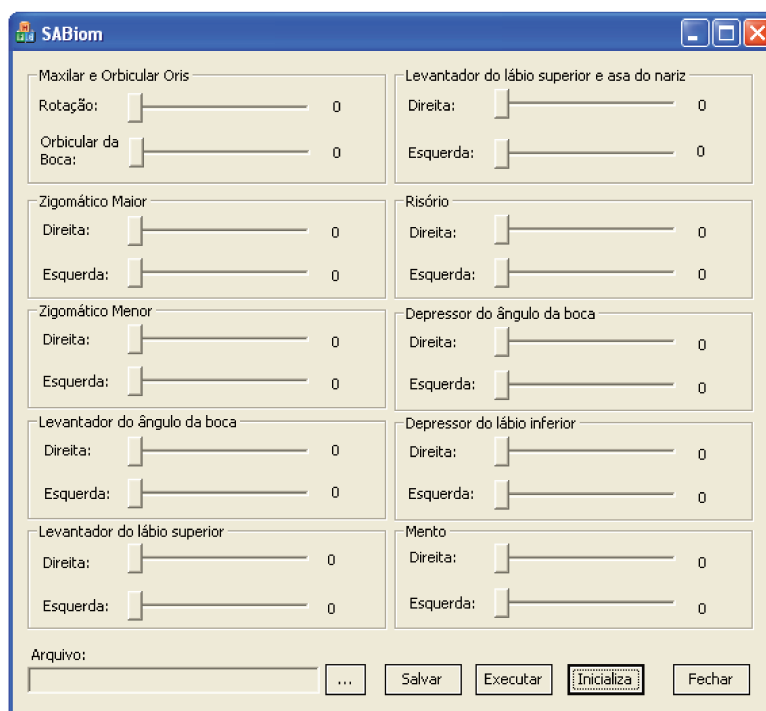 SABiom
Maxilar e Orbicular Oris
Rotação: 0
Orbicular da
Boca: 0
Zigomático Maior
Direita: 0
Esquerda: 0
Zigomático Menor
Direita: 0
Esquerda: 0
Levantador do ângulo da boca
Direita: 0
Esquerda: 0
Levantador do lábio superior
Direita: 0
Esquerda: 0
Levantador do lábio superior e asa do nariz
Direita: 0
Esquerda: 0
Risório
Direita: 0
Esquerda: 0
Depressor do ângulo da boca
Direita: 0
Esquerda: 0
Depressor do lábio inferior
Direita: 0
Esquerda: 0
Mento
Direita: 0
Esquerda: 0
Arquivo:
... Salvar Executar Inicializa Fechar